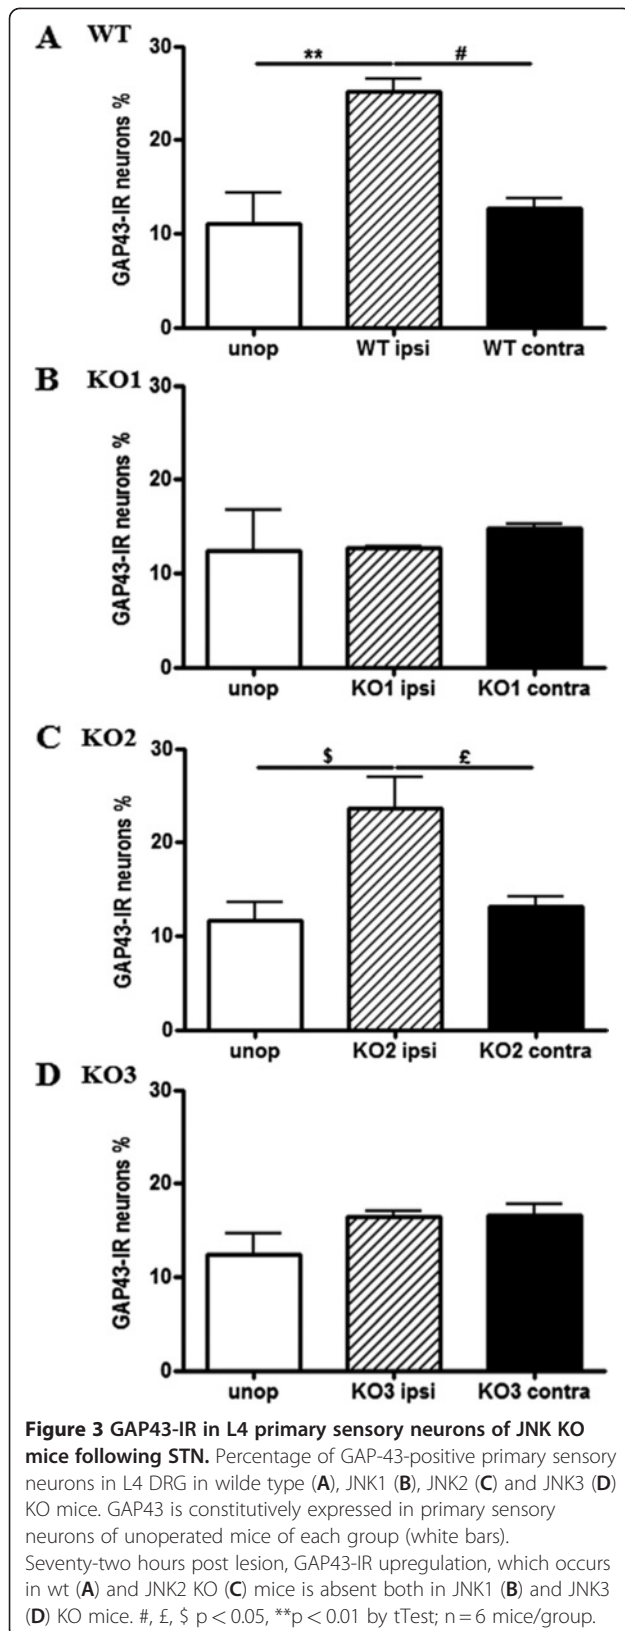 A WT
GAP43-IR neurons %
30
20
10
0
** #
unop WT ipsi WT contra
B KO1
GAP43-IR neurons %
30
20
10
0
unop KO1 ipsi KO1 contra
C KO2
GAP43-IR neurons %
30
20
10
0
$ £
unop KO2 ipsi KO2 contra
D KO3
GAP43-IR neurons %
30
20
10
0
unop KO3 ipsi KO3 contra
Figure 3 GAP43-IR in L4 primary sensory neurons of JNK KO
mice following STN. Percentage of GAP-43-positive primary sensory
neurons in L4 DRG in wilde type (A), JNK1 (B), JNK2 (C) and JNK3 (D)
KO mice. GAP43 is constitutively expressed in primary sensory
neurons of unoperated mice of each group (white bars).
Seventy-two hours post lesion, GAP43-IR upregulation, which occurs
in wt (A) and JNK2 KO (C) mice is absent both in JNK1 (B) and JNK3
(D) KO mice. #, £, $ p < 0.05, **p < 0.01 by tTest; n = 6 mice/group.